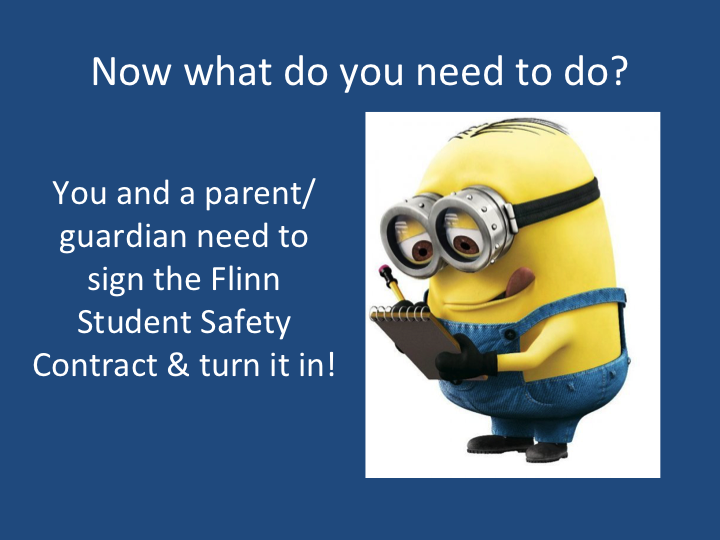 Now what do you need to do?
You and a parent/
guardian need to
sign the Flinn
Student Safety
Contract & turn it in!